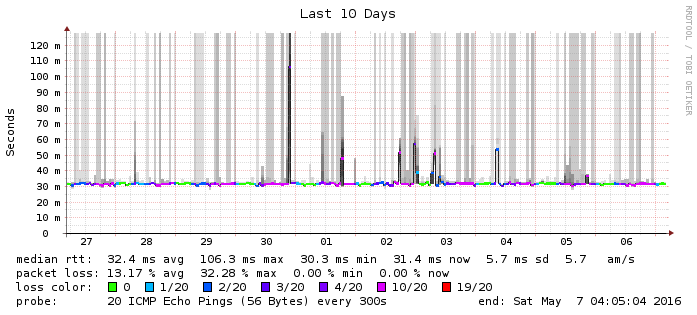 Last 10 Days
RRDTOOL / TOBI OETIKER
Seconds
120 m
110 m
100 m
90 m
80 m
70 m
60 m
50 m
40 m
30 m
20 m
10 m
0
27 28 29 30 01 02 03 04 05 06
median rtt: 32.4 ms avg 106.3 ms max 30.3 ms min 31.4 ms now 5.7 ms sd 5.7 am/s
packet loss: 13.17 % avg 32.28 % max 0.00 % min 0.00 % now
loss color: 0 1/20 2/20 3/20 4/20 10/20 19/20
probe: 20 ICMP Echo Pings (56 Bytes) every 300s end: Sat May 7 04:05:04 2016